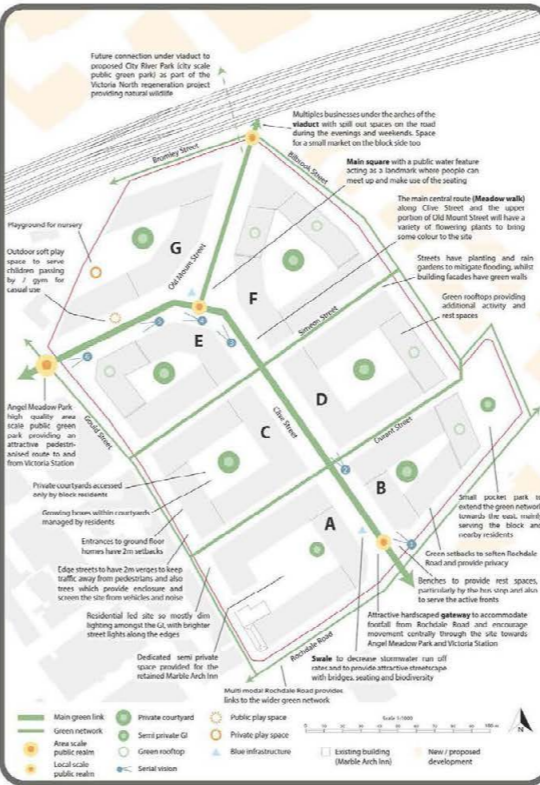 Future connection under viaduct to
proposed City River Park (city scale
public green park) as part of the
Victoria North regeneration project
providing natural wildlife
Multiples businesses under the arches of the
viaduct with spill out spaces on the road
during the evenings and weekends. Space
for a small market on the block side too
Bromley Street
Bilbrook Street
Main square with a public water feature
acting as a landmark where people can
meet up and make use of the seating
The main central route (Meadow walk)
along Clive Street and the upper
portion of Old Mount Street will have a
variety of flowering plants to bring
some colour to the site
Playground for nursery
G
Old Mount Street
Outdoor soft play
space to serve
children passing
by / gym for
casual use
Streets have planting and rain
gardens to mitigate flooding, whilst
building facades have green walls
F
Simeon Street
Green rooftops providing
additional activity and
rest spaces
E
5
4
3
6
Angel Meadow Park
high quality area
scale public green
park providing an
attractive pedestri-
anised route to and
from Victoria Station
Gould Street
D
C
Clive Street
Durant Street
2
Private courtyards accessed
only by block residents
B
Growing boxes within courtyards
managed by residents
A
Small pocket park to
extend the green network
towards the east, mainly
serving the block and
nearby residents
Entrances to ground floor
homes have 2m setbacks
1
Green setbacks to soften Rochdale
Road and provide privacy
Edge streets to have 2m verges to keep
traffic away from pedestrians and also
trees which provide enclosure and
screen the site from vehicles and noise
Benches to provide rest spaces,
particularly by the bus stop and also
to serve the active fronts
Residential led site so mostly dim
lighting amongst the GI, with brighter
street lights along the edges
Attractive hardscaped gateway to accommodate
footfall from Rochdale Road and encourage
movement centrally through the site towards
Angel Meadow Park and Victoria Station
Rochdale Road
Dedicated semi private
space provided for the
retained Marble Arch Inn
Swale to decrease stormwater run off
rates and to provide attractive streetscape
with bridges, seating and biodiversity
Multi modal Rochdale Road provides
links to the wider green network
Main green link
Green network
Area scale
public realm
Local scale
public realm
Private courtyard
Semi private GI
Green rooftop
Serial vision
Public play space
Private play space
Blue infrastructure
Scale 1:1000
Existing building
(Marble Arch Inn)
New / proposed
development
N